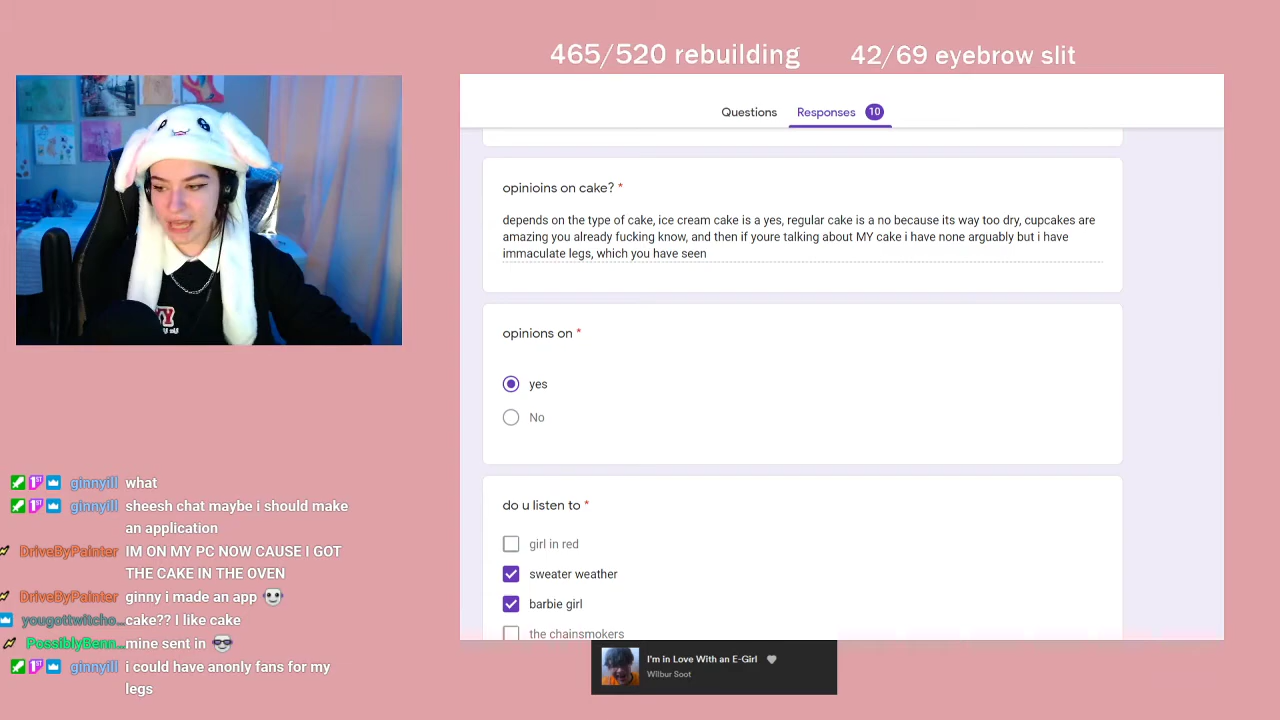 465/520 rebuilding
42/69 eyebrow slit
Questions
Responses
10
opinioins on cake? *
depends on the type of cake, ice cream cake is a yes, regular cake is a no because its way too dry, cupcakes are
amazing you already fucking know, and then if youre talking about MY cake i have none arguably but i have
immaculate legs, which you have seen
opinions on *
yes
No
do u listen to *
girl in red
sweater weather
barbie girl
the chainsmokers
ginnyill what
ginnyill sheesh chat maybe i should make
an application
DriveByPainter IM ON MY PC NOW CAUSE I GOT
THE CAKE IN THE OVEN
DriveByPainter ginny i made an app
yougottwitcho... cake?? I like cake
PossiblyBenn... mine sent in
ginnyill i could have anonly fans for my
legs
I'm in Love With an E-Girl
Wilbur Soot